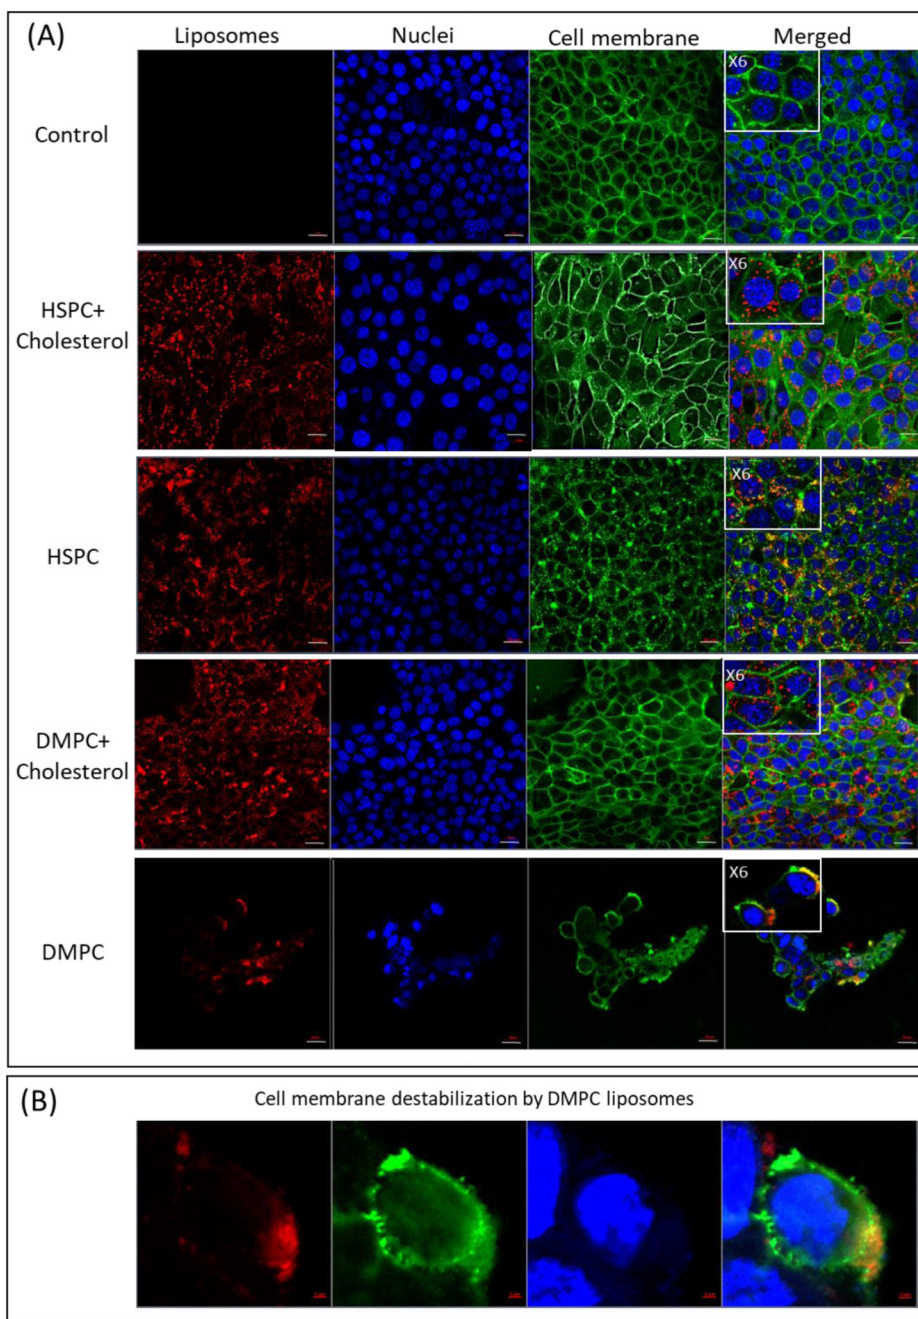 (A)
Liposomes Nuclei Cell membrane Merged
Control
X6
HSPC+
Cholesterol
X6
HSPC
X6
DMPC+
Cholesterol
X6
DMPC
X6
(B)
Cell membrane destabilization by DMPC liposomes